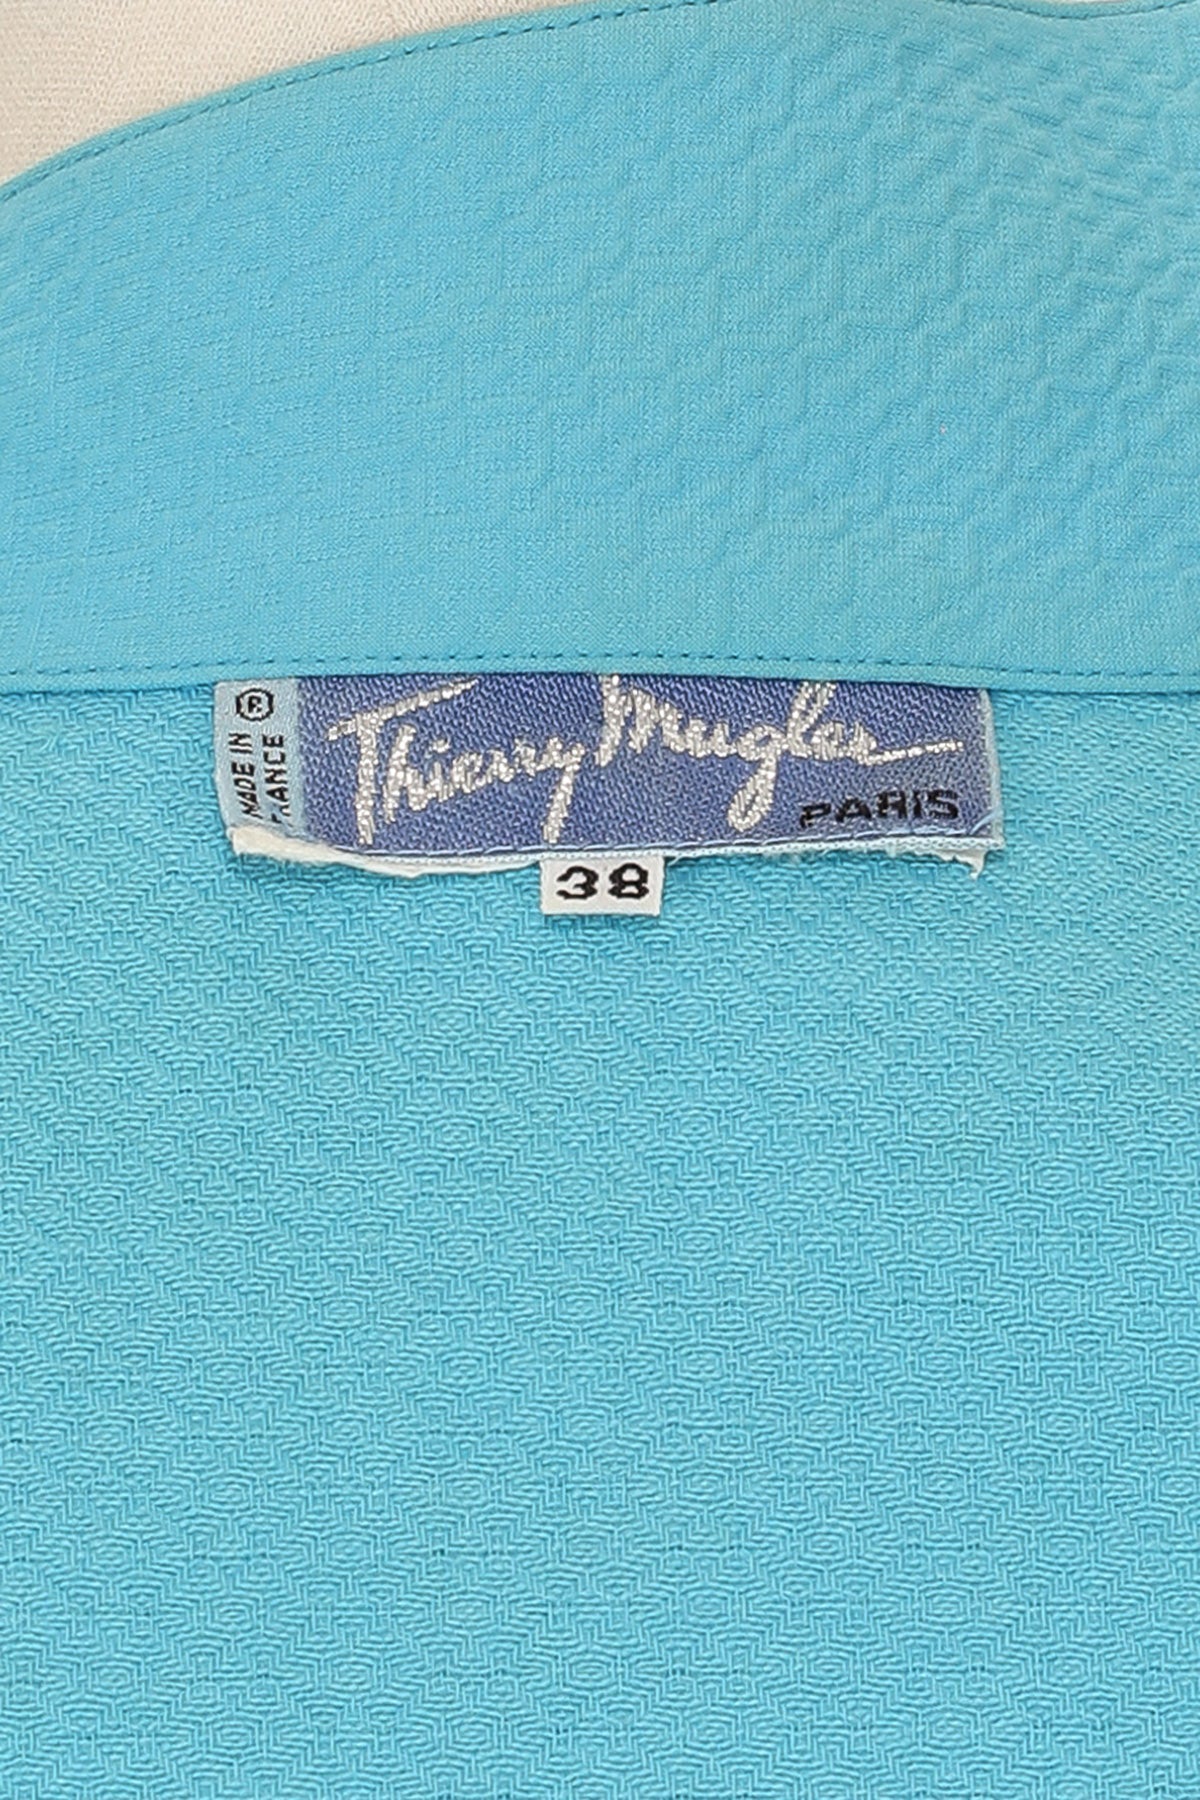 MADE IN
FRANCE ®
Thierry Mugler
PARIS
38